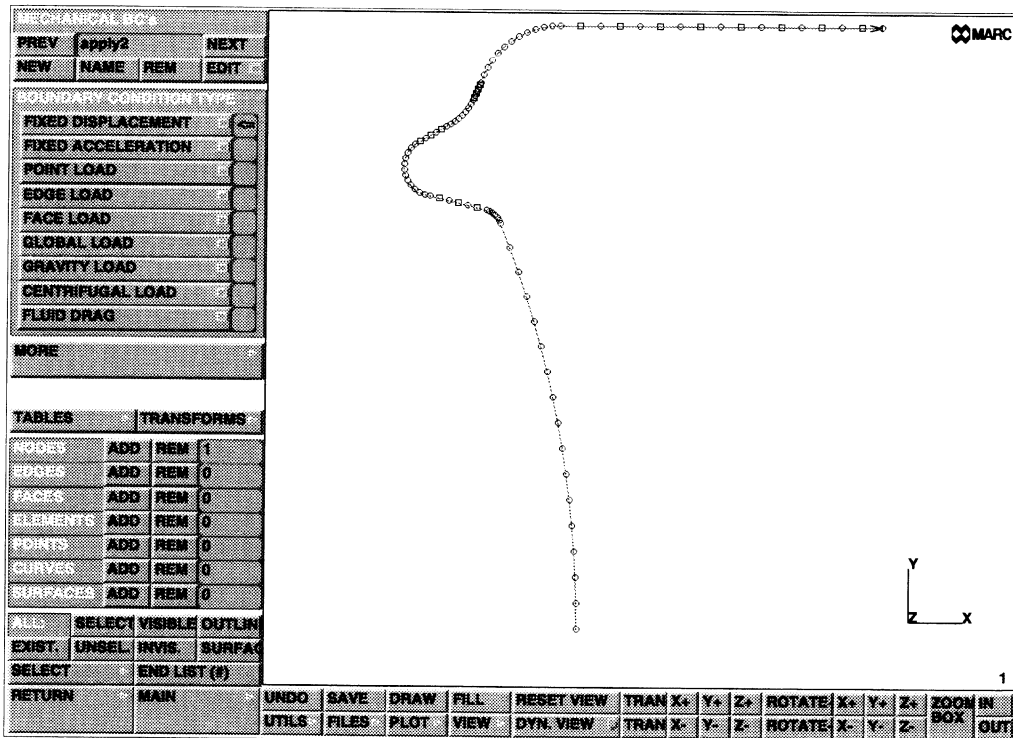 MECHANICAL BC's
PREV apply2 NEXT
NEW NAME REM EDIT
BOUNDARY CONDITION TYPE
FIXED DISPLACEMENT
FIXED ACCELERATION
POINT LOAD
EDGE LOAD
FACE LOAD
GLOBAL LOAD
GRAVITY LOAD
CENTRIFUGAL LOAD
FLUID DRAG
MORE
TABLES TRANSFORMS
NODES ADD REM 1
EDGES ADD REM 0
FACES ADD REM 0
ELEMENTS ADD REM 0
POINTS ADD REM 0
CURVES ADD REM 0
SURFACES ADD REM 0
ALL: SELECT VISIBLE OUTLIN
EXIST. UNSEL. INVIS. SURFAC
SELECT END LIST (#)
RETURN MAIN
MARC
Y
Z X
1
UNDO SAVE DRAW FILL RESET VIEW TRAN X+ Y+ Z+ ROTATE X+ Y+ Z+ ZOOM IN
UTILS FILES PLOT VIEW DYN. VIEW TRAN X- Y- Z- ROTATE X- Y- Z- BOX OUT